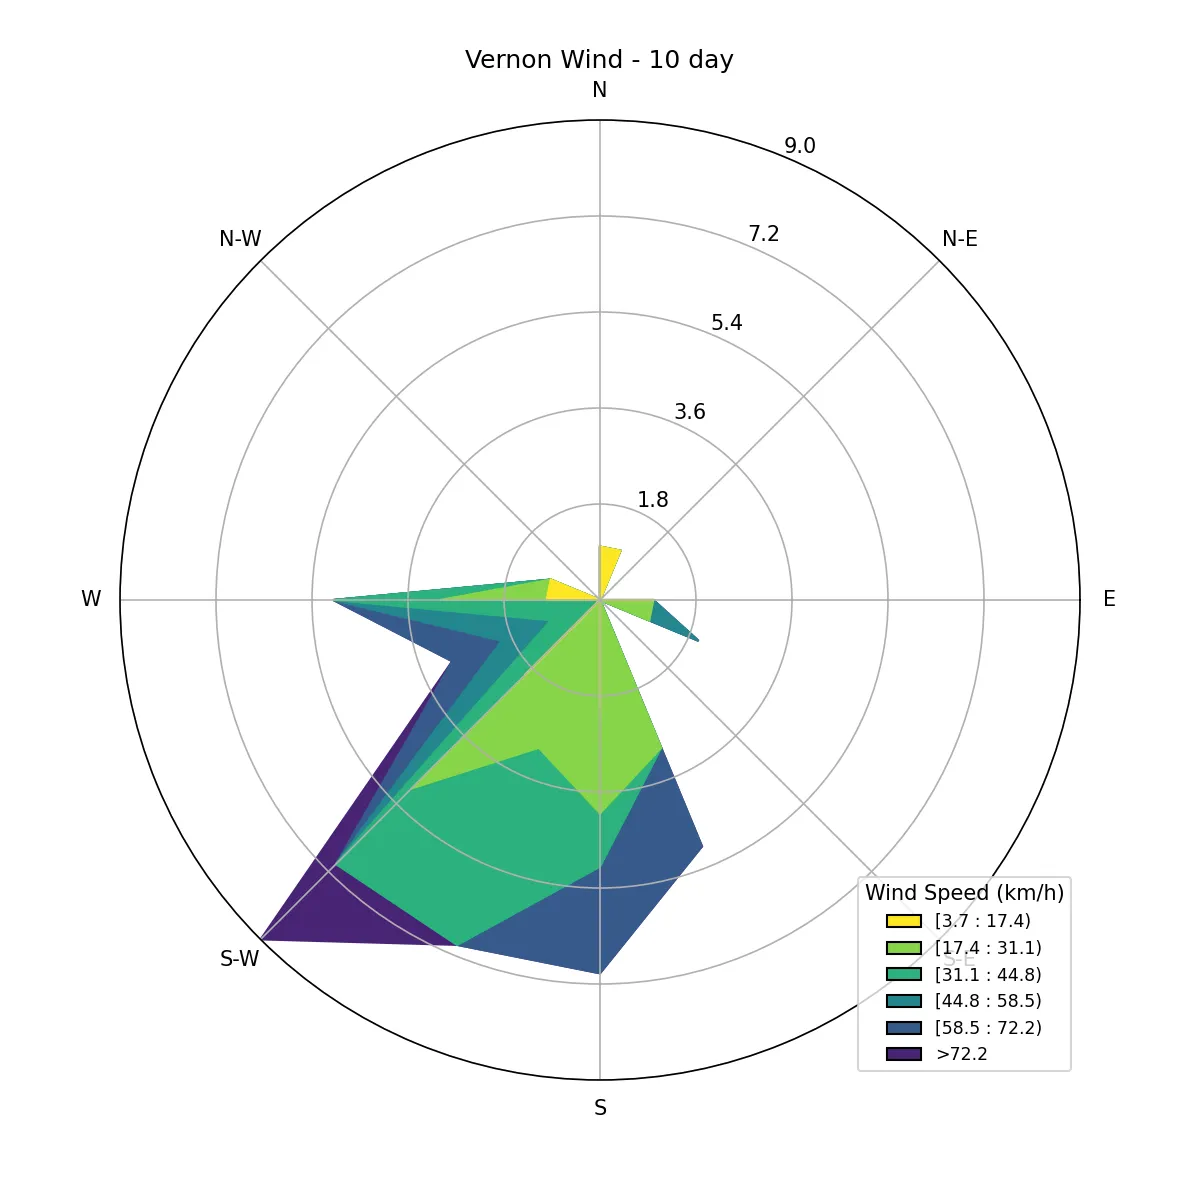 Vernon Wind - 10 day
N
9.0
N-W
7.2
N-E
5.4
3.6
1.8
W
E
S-W
S-E
Wind Speed (km/h)
[3.7 : 17.4)
[17.4 : 31.1)
[31.1 : 44.8)
[44.8 : 58.5)
[58.5 : 72.2)
>72.2
S